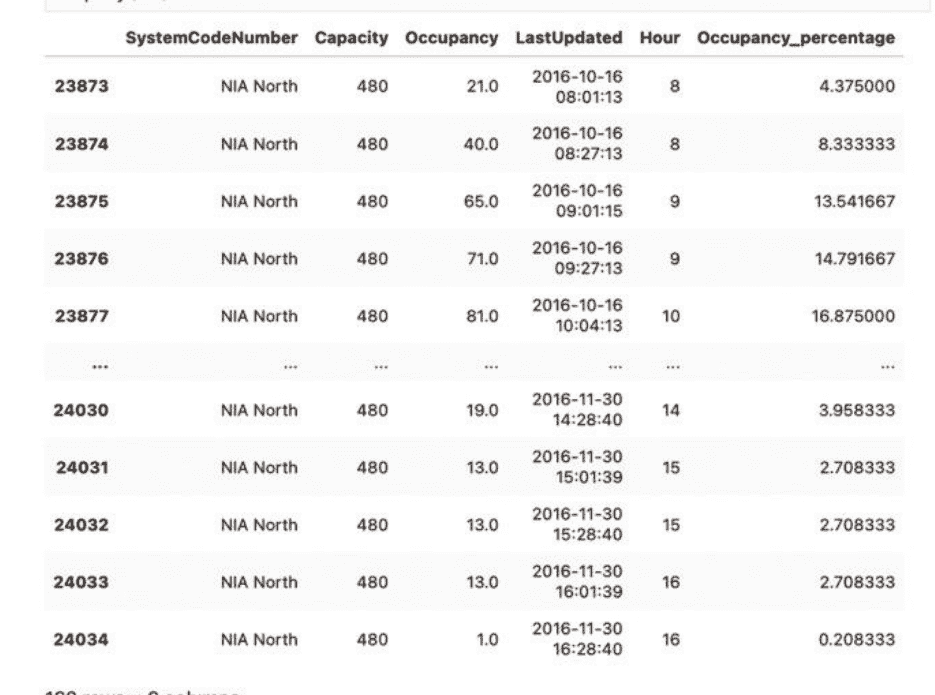 SystemCodeNumber Capacity Occupancy LastUpdated Hour Occupancy_percentage
23873 NIA North 480 21.0 2016-10-16 08:01:13 8 4.375000
23874 NIA North 480 40.0 2016-10-16 08:27:13 8 8.333333
23875 NIA North 480 65.0 2016-10-16 09:01:15 9 13.541667
23876 NIA North 480 71.0 2016-10-16 09:27:13 9 14.791667
23877 NIA North 480 81.0 2016-10-16 10:04:13 10 16.875000
... ... ... ... ... ... ...
24030 NIA North 480 19.0 2016-11-30 14:28:40 14 3.958333
24031 NIA North 480 13.0 2016-11-30 15:01:39 15 2.708333
24032 NIA North 480 13.0 2016-11-30 15:28:40 15 2.708333
24033 NIA North 480 13.0 2016-11-30 16:01:39 16 2.708333
24034 NIA North 480 1.0 2016-11-30 16:28:40 16 0.208333